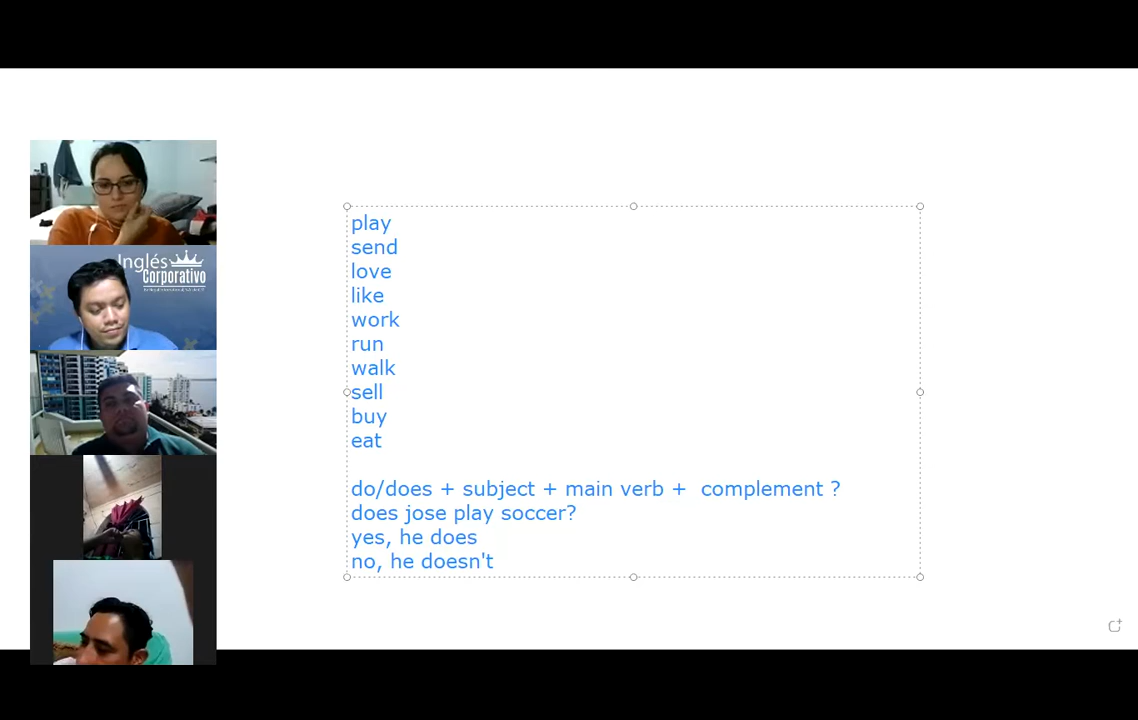 Inglés
Corporativo
play
send
love
like
work
run
walk
sell
buy
eat
do/does + subject + main verb +  complement ?
does jose play soccer?
yes, he does
no, he doesn't